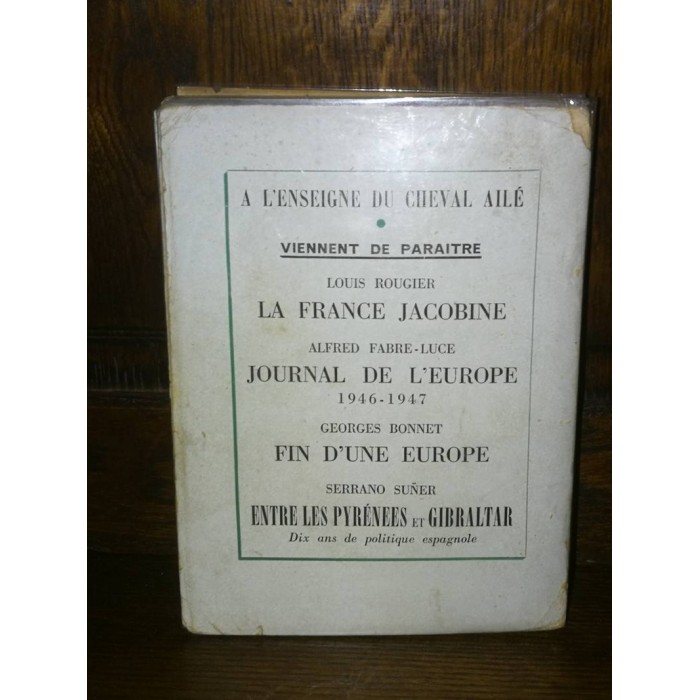 A L'ENSEIGNE DU CHEVAL AILÉ
VIENNENT DE PARAITRE
LOUIS ROUGIER
LA FRANCE JACOBINE
ALFRED FABRE-LUCE
JOURNAL DE L'EUROPE
1946-1947
GEORGES BONNET
FIN D'UNE EUROPE
SERRANO SUÑER
ENTRE LES PYRÉNÉES ET GIBRALTAR
Dix ans de politique espagnole